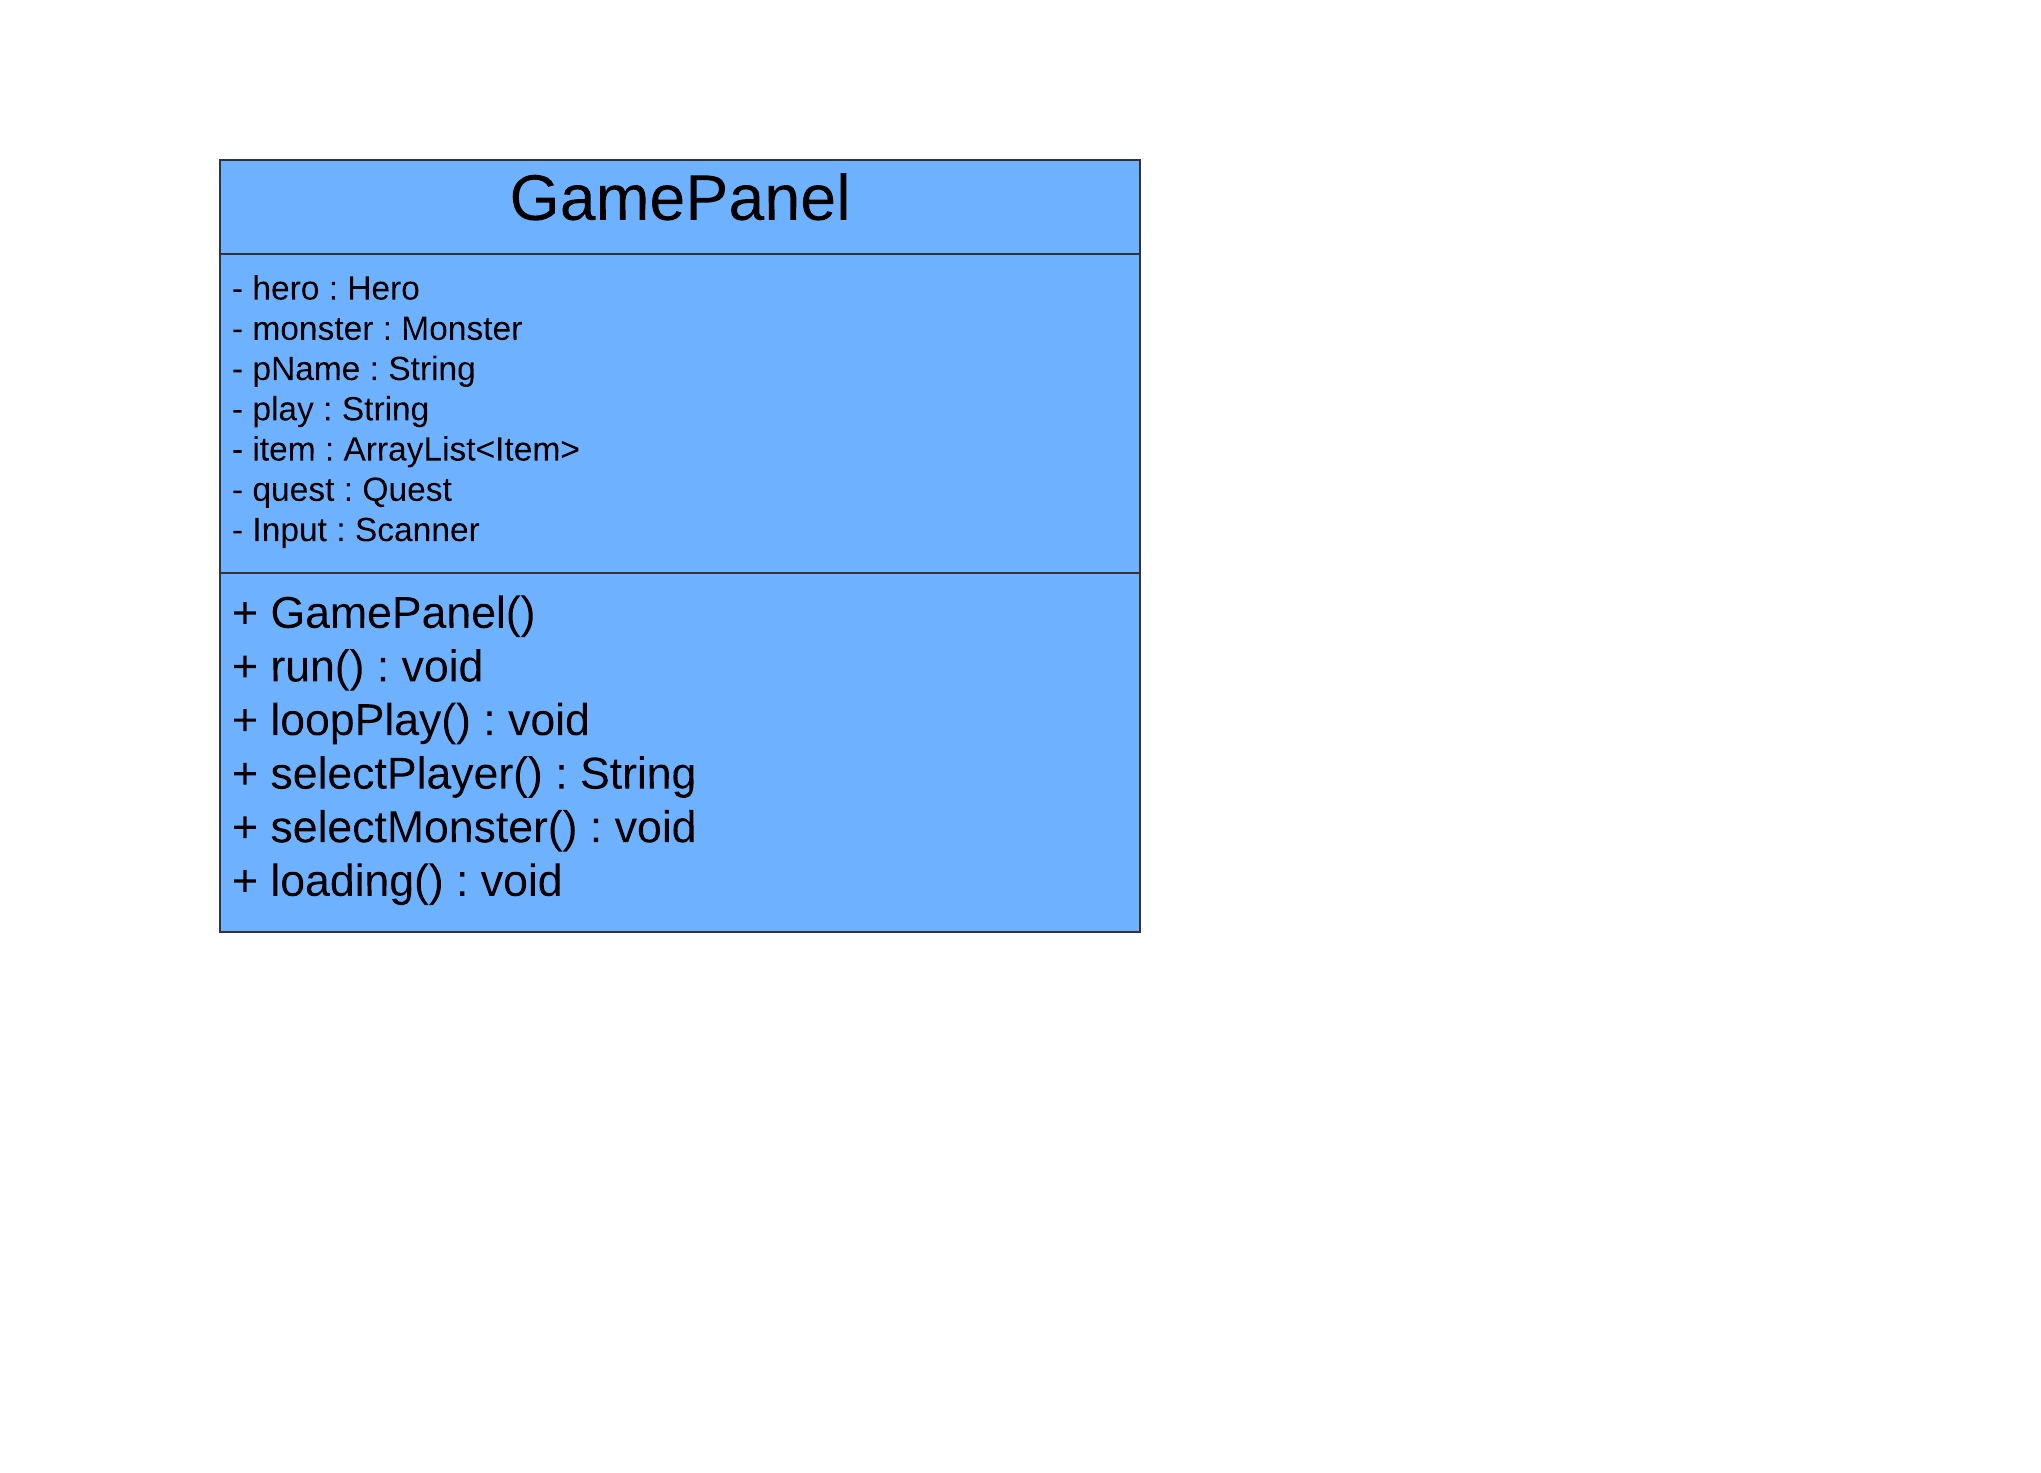 GamePanel
- hero : Hero
- monster : Monster
- pName : String
- play : String
- item : ArrayList<Item>
- quest : Quest
- Input : Scanner
+ GamePanel()
+ run() : void
+ loopPlay() : void
+ selectPlayer() : String
+ selectMonster() : void
+ loading() : void